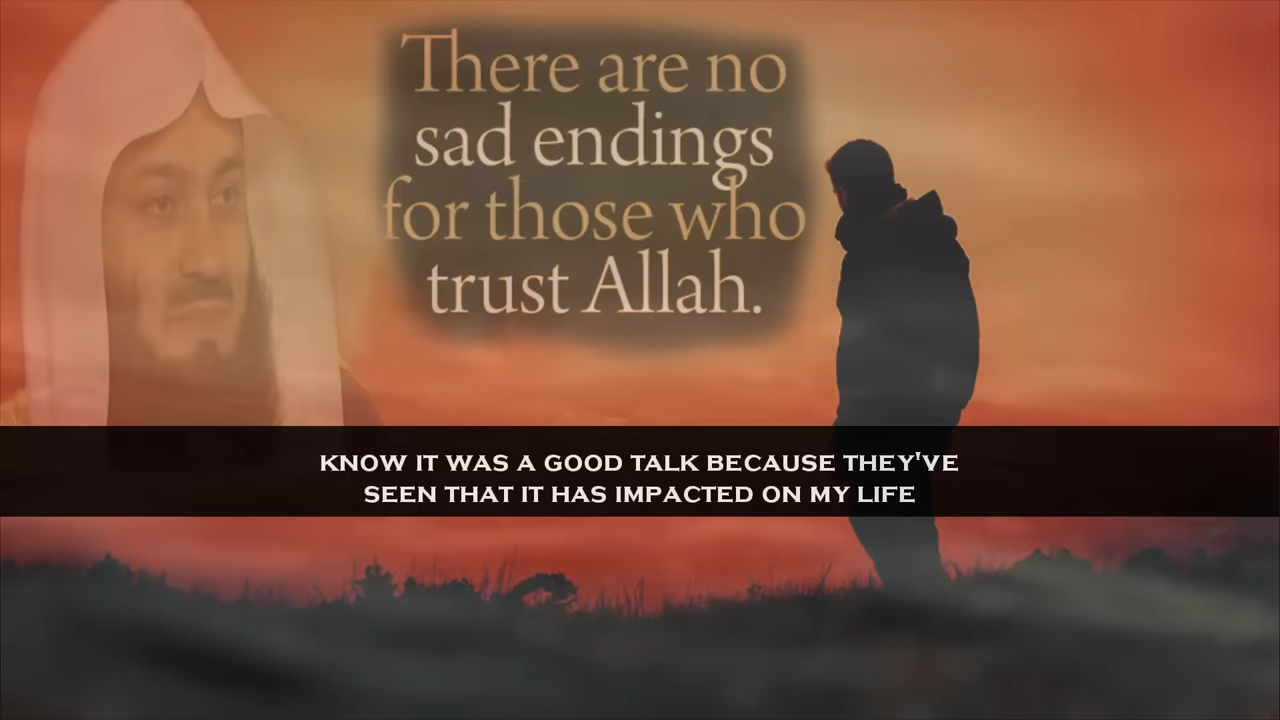 There are no
sad endings
for those who
trust Allah.
KNOW IT WAS A GOOD TALK BECAUSE THEY'VE
SEEN THAT IT HAS IMPACTED ON MY LIFE